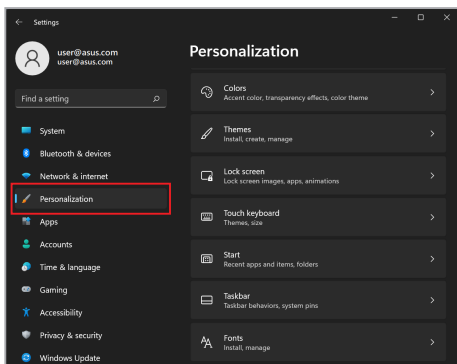 Settings
user@asus.com
user@asus.com
Find a setting
System
Bluetooth & devices
Network & internet
Personalization
Apps
Accounts
Time & language
Gaming
Accessibility
Privacy & security
Windows Update
Personalization
Colors
Accent color, transparency effects, color theme
Themes
Install, create, manage
Lock screen
Lock screen images, apps, animations
Touch keyboard
Themes, size
Start
Recent apps and items, folders
Taskbar
Taskbar behaviors, system pins
Fonts
Install, manage